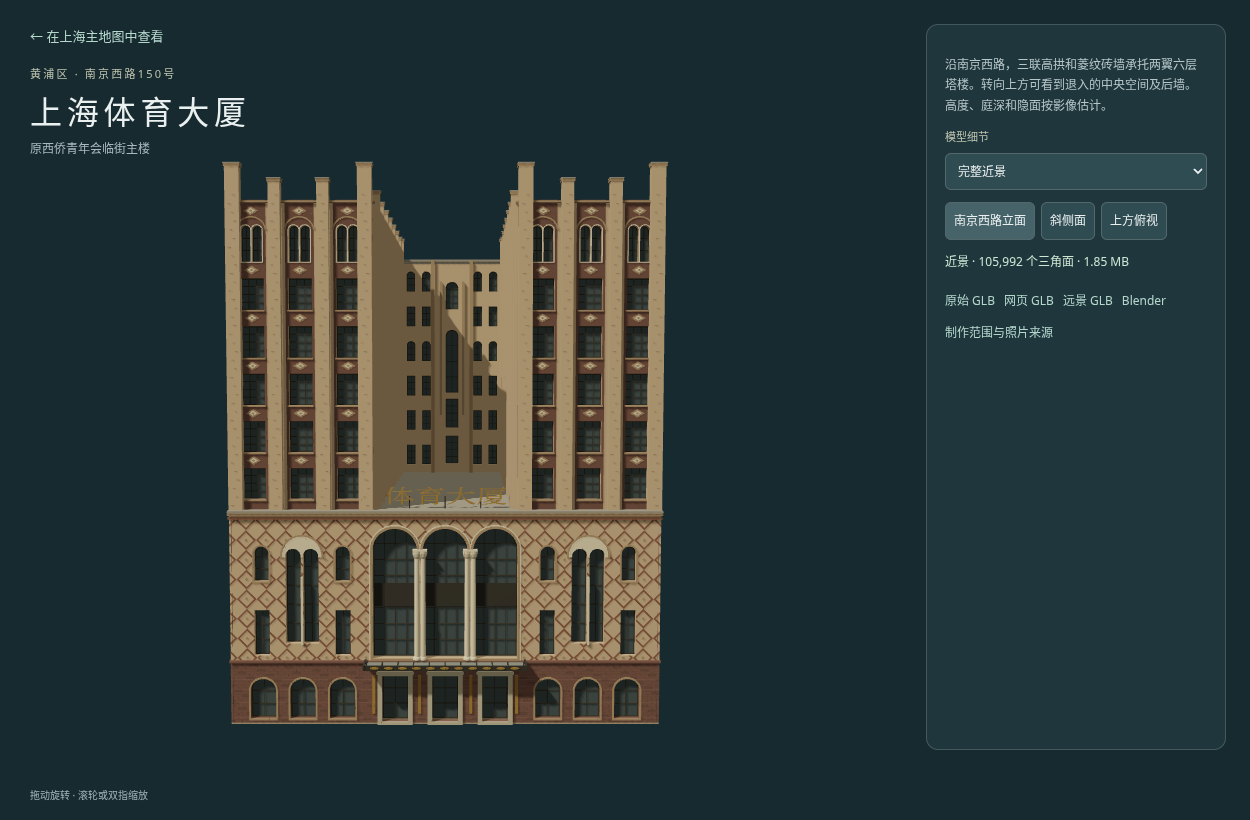 ← 在上海主地图中查看
黄浦区 · 南京西路150号
上海体育大厦
原西侨青年会临街主楼
体育大厦
拖动旋转 · 滚轮或双指缩放
沿南京西路，三联高拱和菱纹砖墙承托两翼六层
塔楼。转向上方可看到退入的中央空间及后墙。
高度、庭深和隐面按影像估计。
模型细节
完整近景
南京西路立面 斜侧面 上方俯视
近景 · 105,992 个三角面 · 1.85 MB
原始 GLB 网页 GLB 远景 GLB Blender
制作范围与照片来源